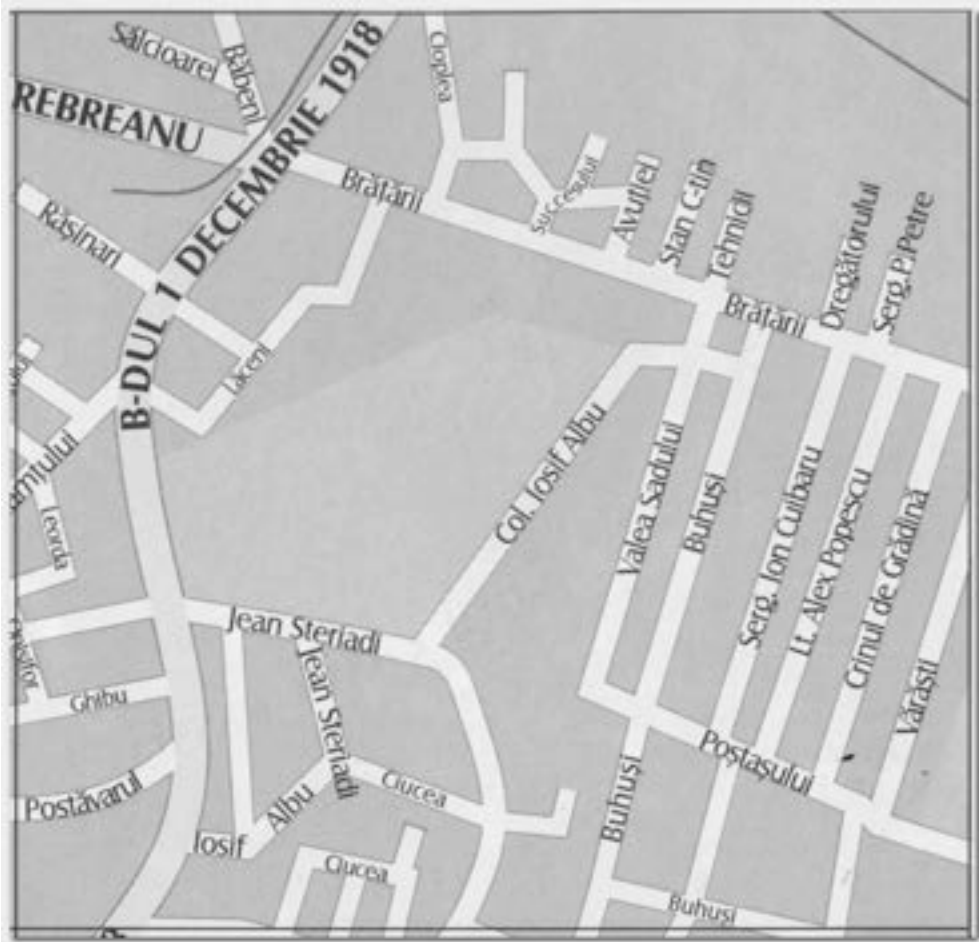 Sălcioarei
Băbeni
REBREANU
B-DUL 1 DECEMBRIE 1918
Cioplea
Brățării
Succesului
Avuției
Stan C-tin
Tehnicii
Brățării
Dregătorului
Serg.P.Petre
Rășinari
Iaceni
Leorda
Col. Iosif Albu
Valea Sadului
Buhuși
Serg. Ion Cuibaru
Lt. Alex Popescu
Crinul de Grădină
Vărăști
Jean Steriadi
Jean Steriadi
Ghibu
Postăvarul
Iosif Albu
Ciucea
Ciucea
Poștașului
Buhuși
Buhuși